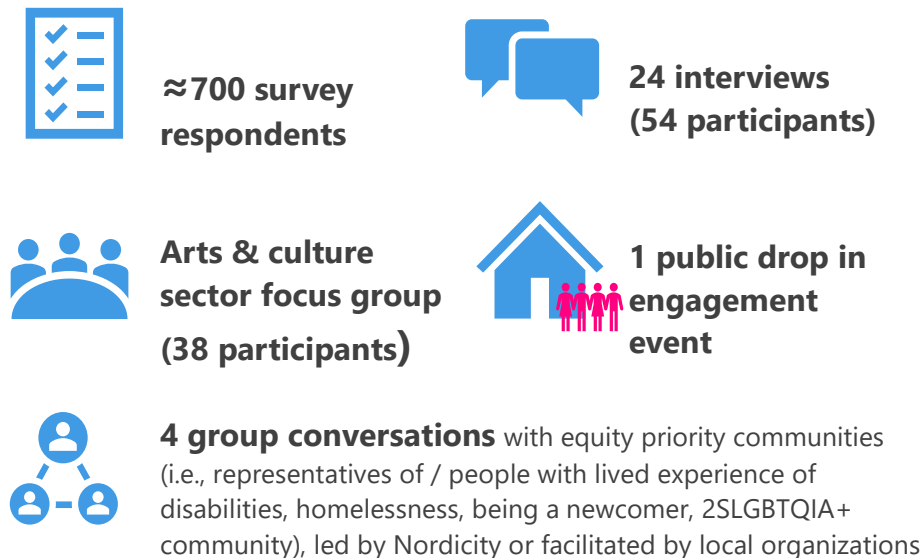 ≈700 survey
respondents
24 interviews
(54 participants)
Arts & culture
sector focus group
(38 participants)
1 public drop in
engagement
event
4 group conversations with equity priority communities
(i.e., representatives of / people with lived experience of
disabilities, homelessness, being a newcomer, 2SLGBTQIA+
community), led by Nordicity or facilitated by local organizations